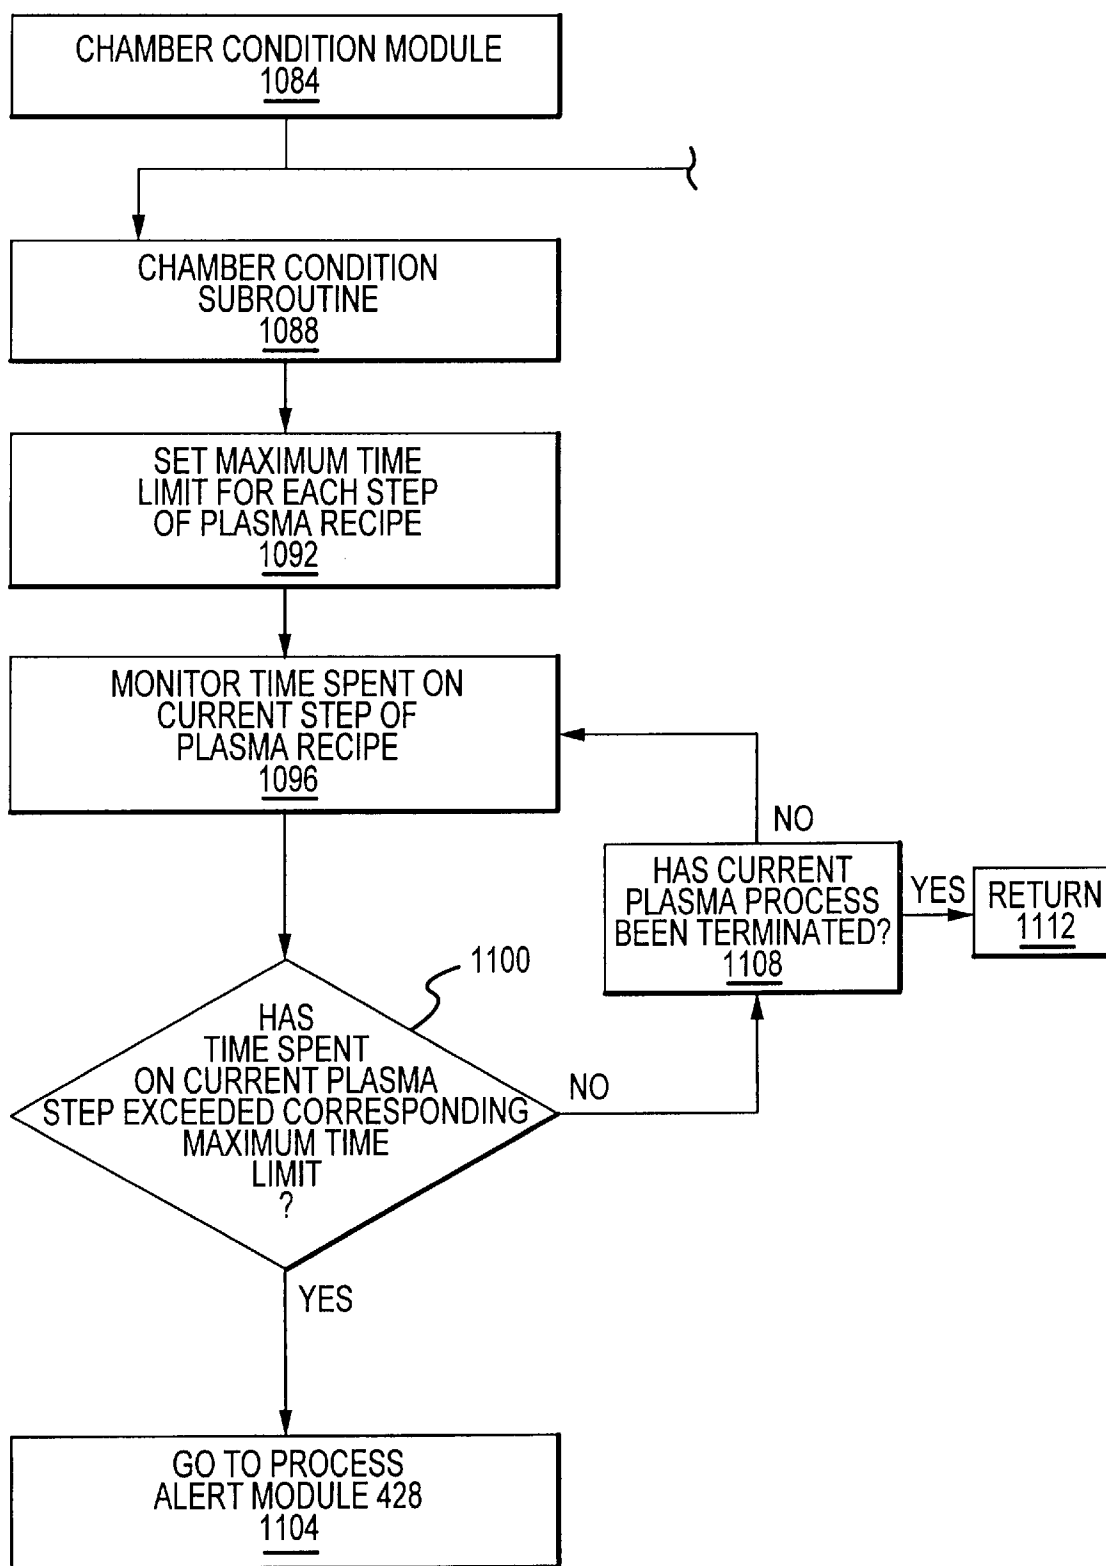 CHAMBER CONDITION MODULE
1084
CHAMBER CONDITION
SUBROUTINE
1088
SET MAXIMUM TIME
LIMIT FOR EACH STEP
OF PLASMA RECIPE
1092
MONITOR TIME SPENT ON
CURRENT STEP OF
PLASMA RECIPE
1096
NO
HAS CURRENT
PLASMA PROCESS
BEEN TERMINATED?
1108
YES
RETURN
1112
1100
HAS
TIME SPENT
ON CURRENT PLASMA
STEP EXCEEDED CORRESPONDING
MAXIMUM TIME
LIMIT
?
NO
YES
GO TO PROCESS
ALERT MODULE 428
1104